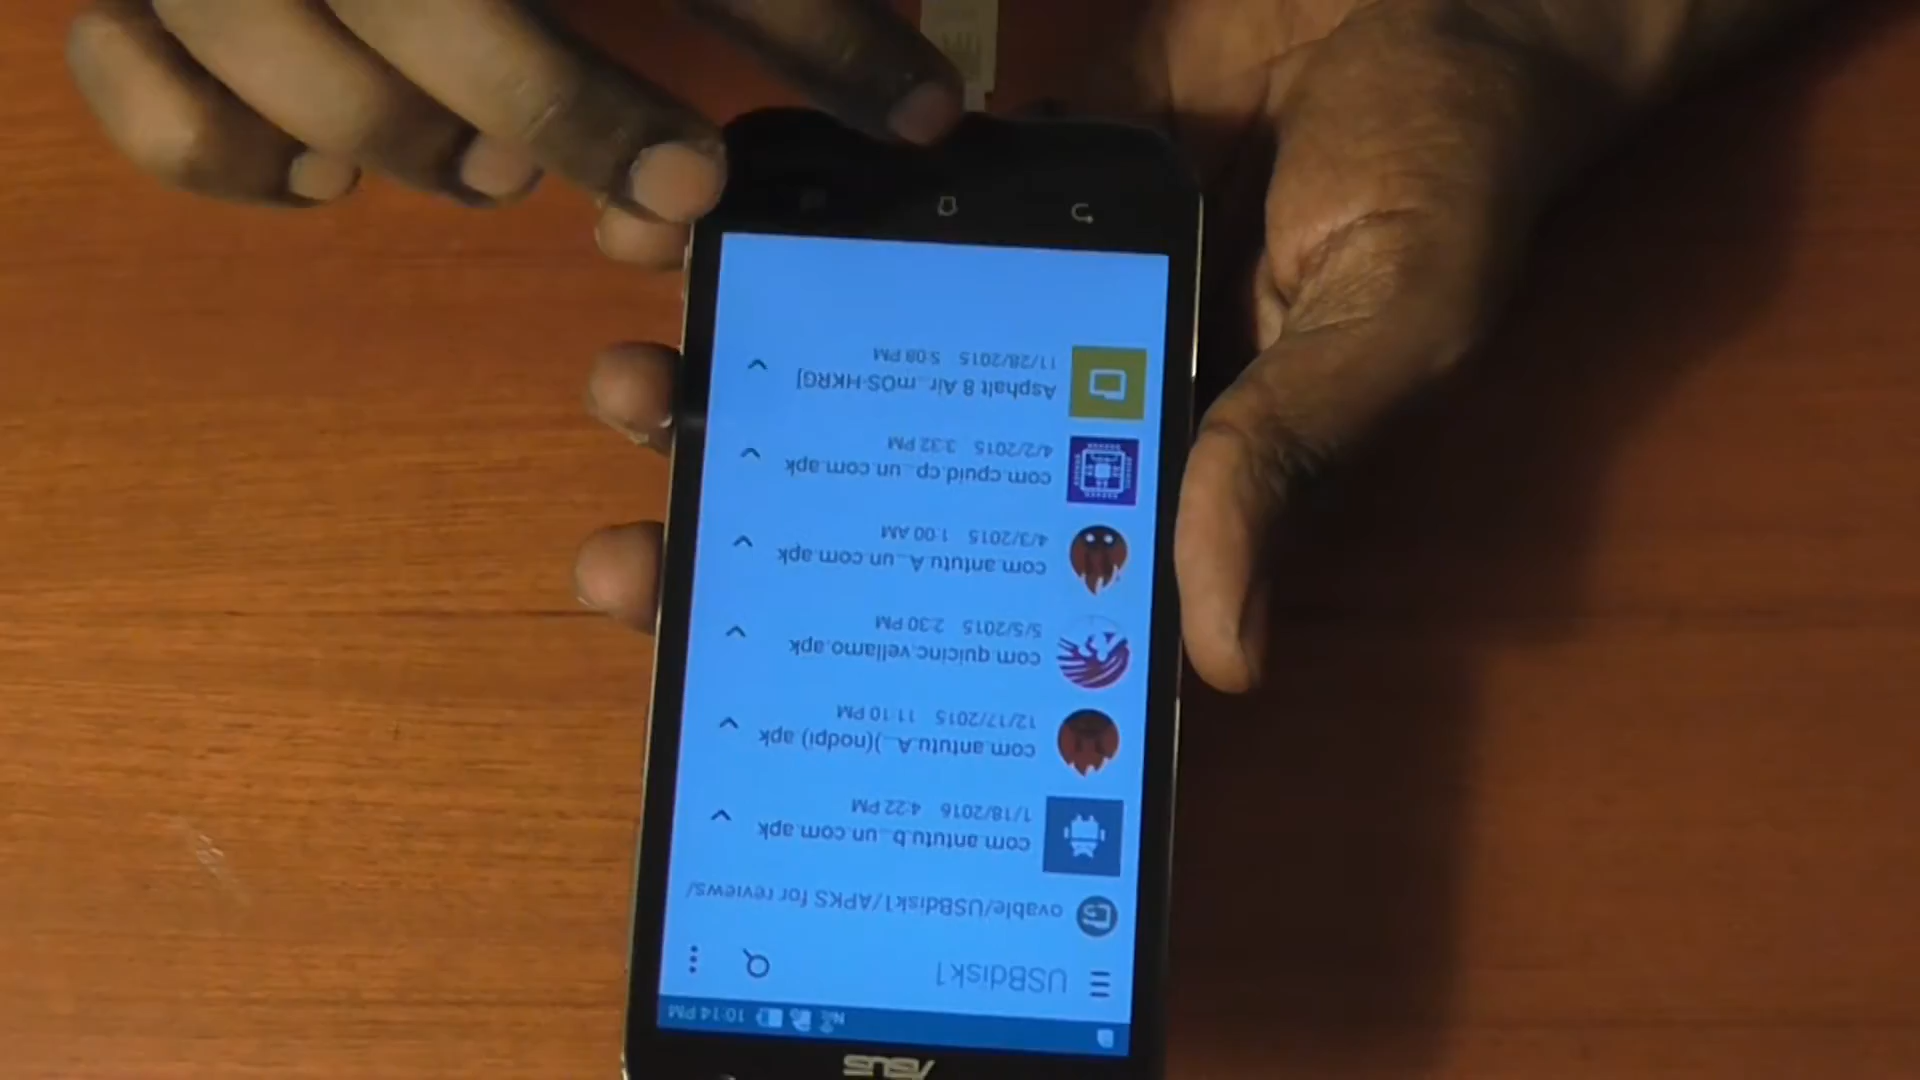 ASUS
10:14 PM
USBdisk1
ovable/USBdisk1/APKS for reviews/
com.antutu.b...un.com.apk
1/18/2016 4:22 PM
com.antutu.A...)(nodpi).apk
12/17/2015 11:10 PM
com.quicinc.vellamo.apk
5/5/2015 2:30 PM
com.antutu.A...un.com.apk
4/3/2015 1:00 AM
com.cpuid.cp...un.com.apk
4/2/2015 3:32 PM
Asphalt 8 Air...mOS-HKRG]
11/28/2015 5:08 PM